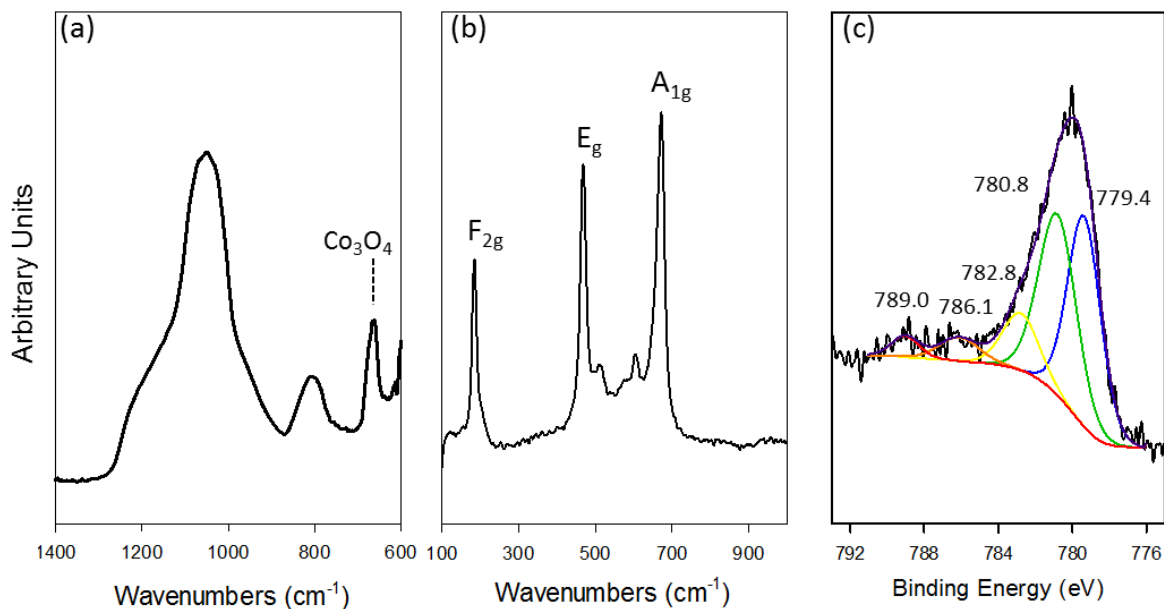 (a)
Co₃O₄
Arbitrary Units
1400 1200 1000 800 600
Wavenumbers (cm⁻¹)
(b)
A₁g
E_g
F₂g
100 300 500 700 900
Wavenumbers (cm⁻¹)
(c)
780.8
779.4
782.8
789.0
786.1
792 788 784 780 776
Binding Energy (eV)